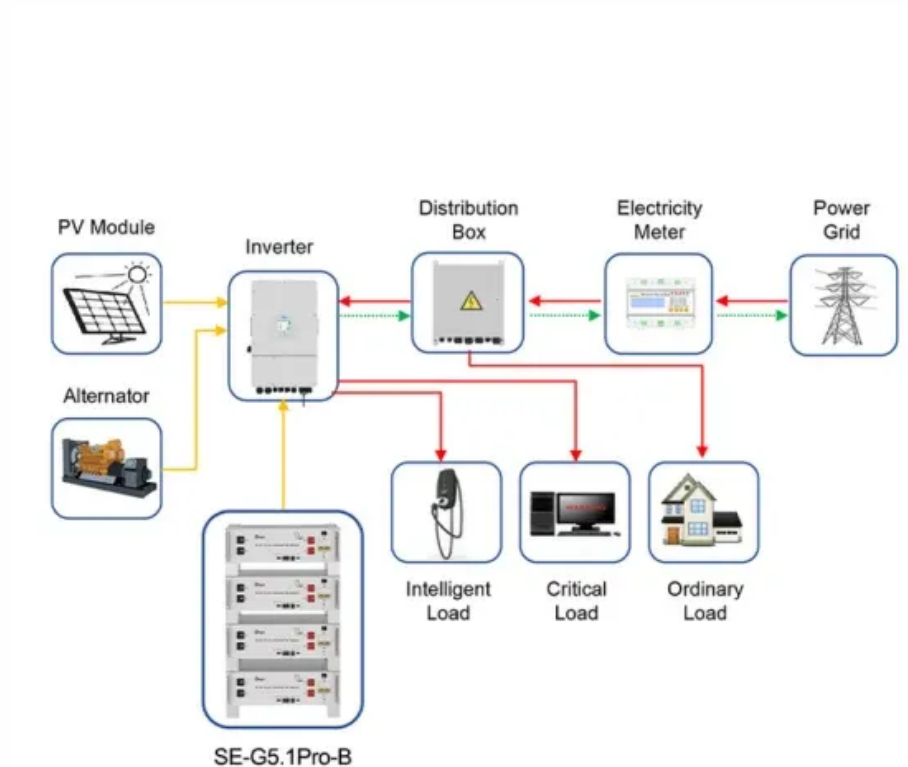 PV Module
Inverter
Distribution
Box
Electricity
Meter
Power
Grid
Alternator
Intelligent
Load
Critical
Load
Ordinary
Load
SE-G5.1Pro-B